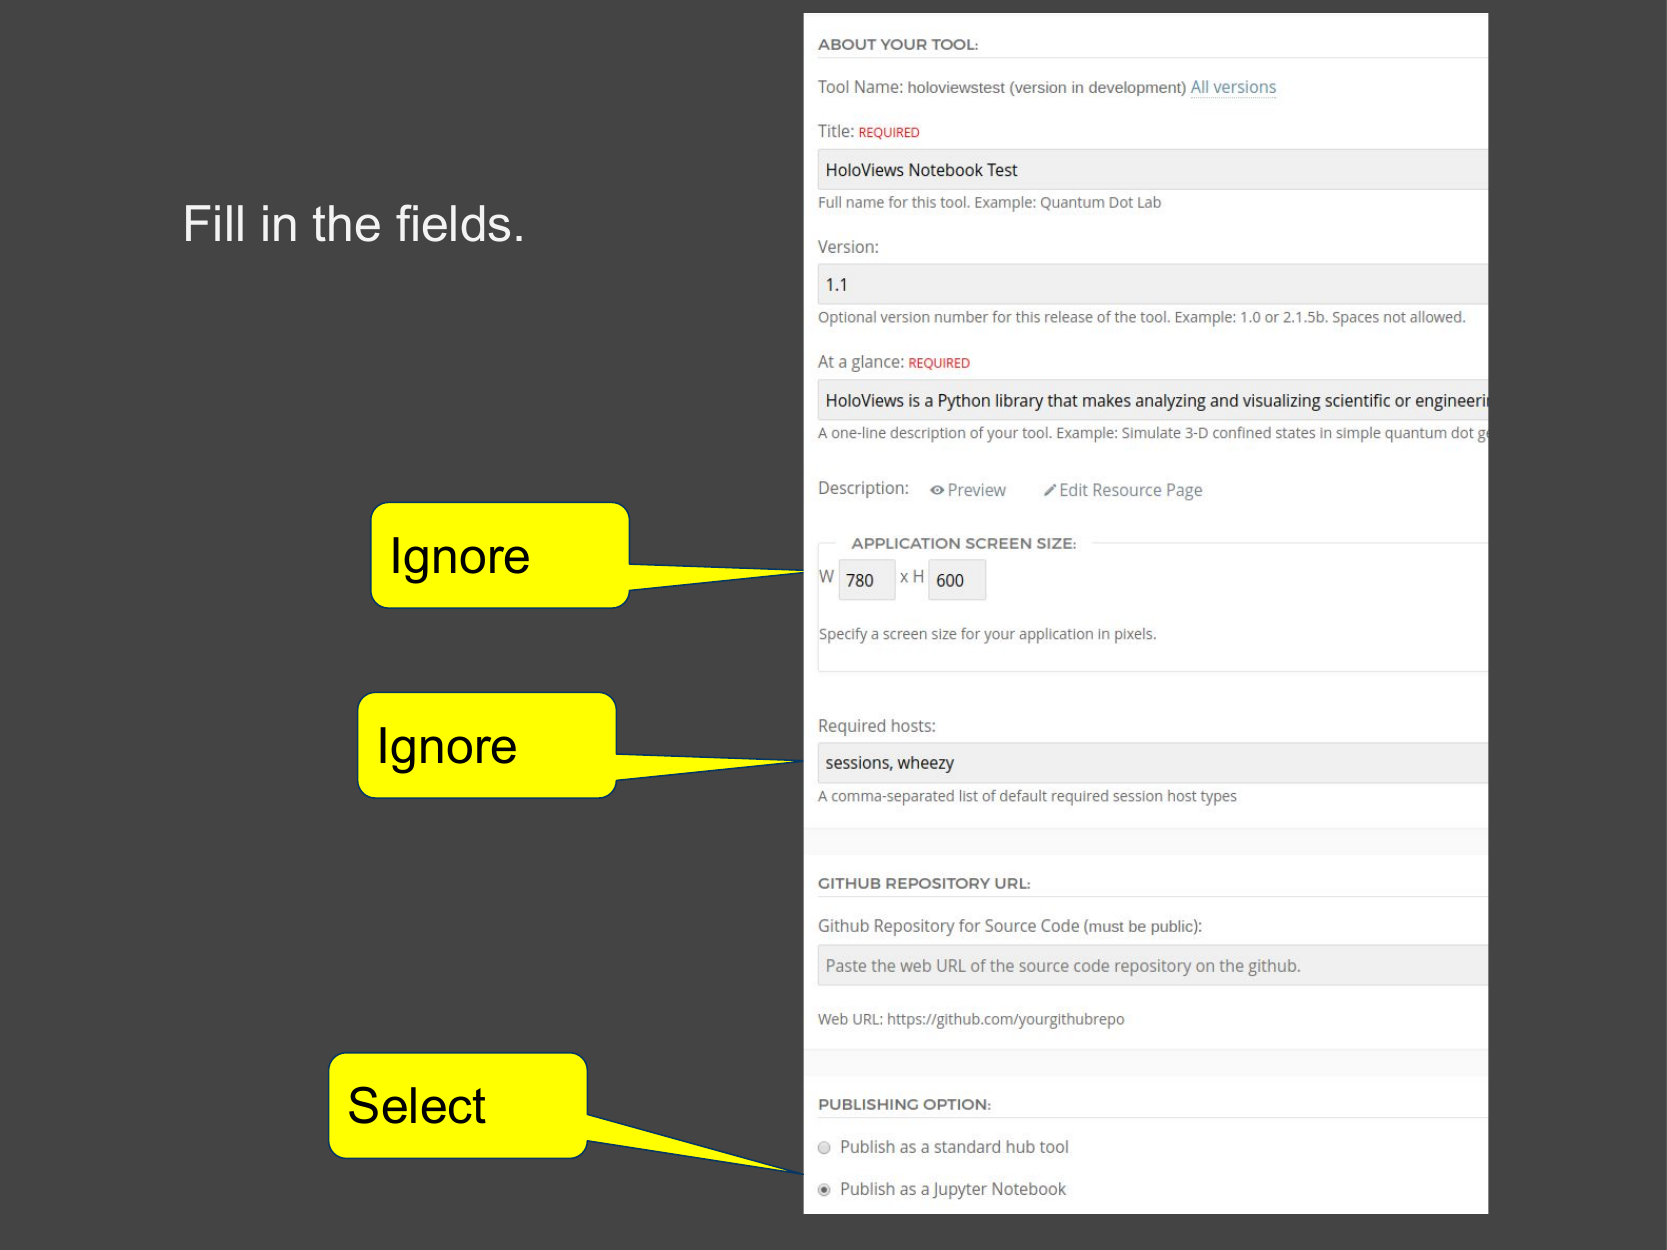 Fill in the fields.
Ignore
Ignore
Select
ABOUT YOUR TOOL:
Tool Name: holoviewstest (version in development) All versions
Title: REQUIRED
HoloViews Notebook Test
Full name for this tool. Example: Quantum Dot Lab
Version:
1.1
Optional version number for this release of the tool. Example: 1.0 or 2.1.5b. Spaces not allowed.
At a glance: REQUIRED
HoloViews is a Python library that makes analyzing and visualizing scientific or engineeri
A one-line description of your tool. Example: Simulate 3-D confined states in simple quantum dot ge
Description: Preview Edit Resource Page
APPLICATION SCREEN SIZE:
W 780 x H 600
Specify a screen size for your application in pixels.
Required hosts:
sessions, wheezy
A comma-separated list of default required session host types
GITHUB REPOSITORY URL:
Github Repository for Source Code (must be public):
Paste the web URL of the source code repository on the github.
Web URL: https://github.com/yourgithubrepo
PUBLISHING OPTION:
Publish as a standard hub tool
Publish as a Jupyter Notebook